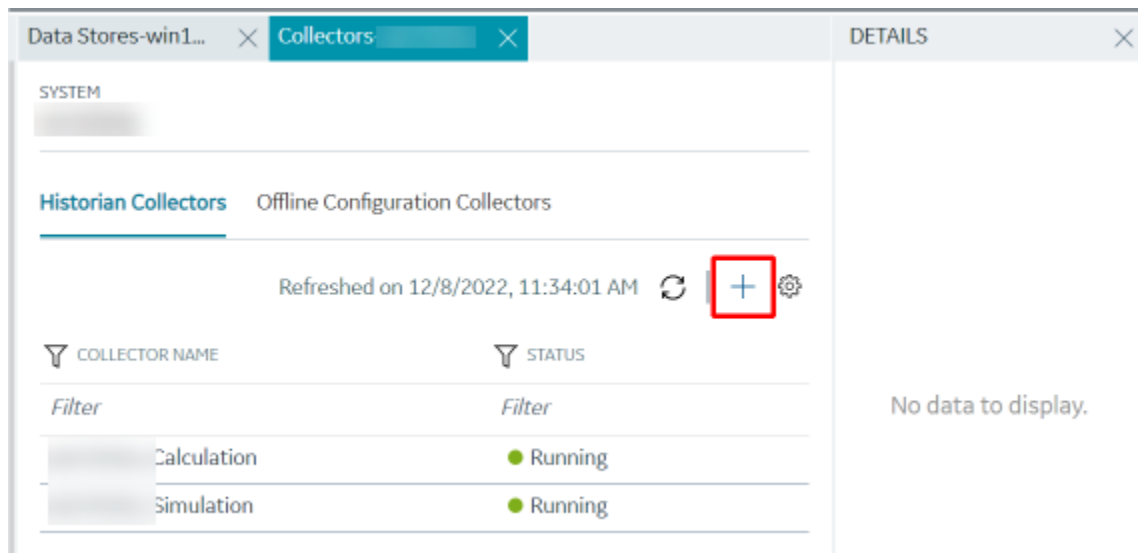 Data Stores-win1...
Collectors
DETAILS
SYSTEM
Historian Collectors Offline Configuration Collectors
Refreshed on 12/8/2022, 11:34:01 AM
COLLECTOR NAME STATUS
Filter Filter
No data to display.
Calculation Running
Simulation Running